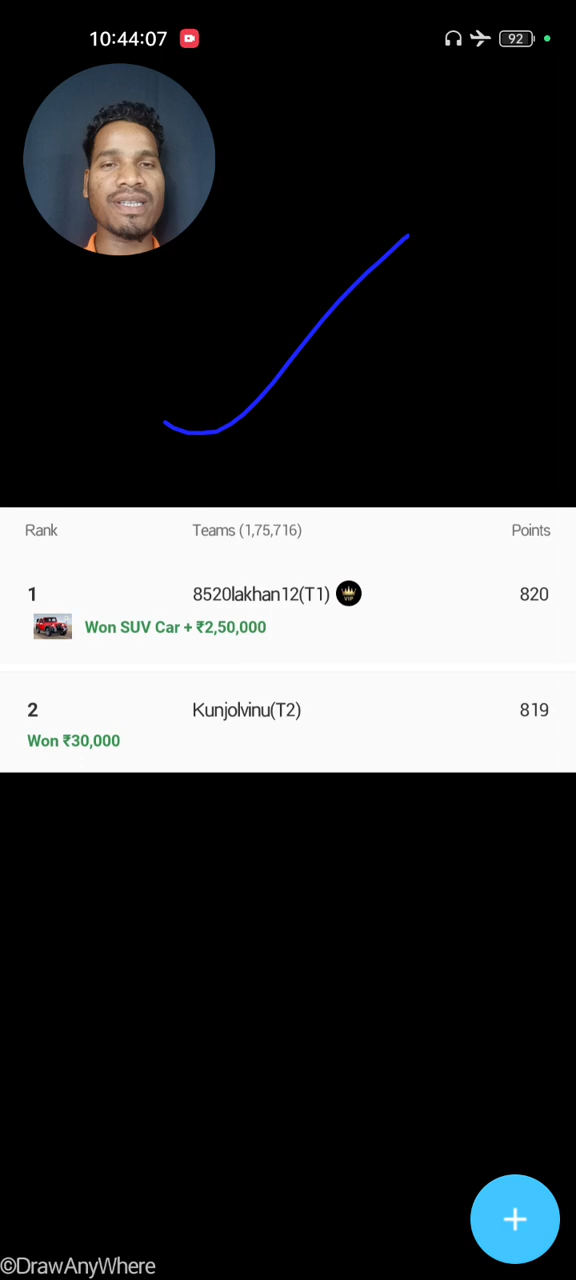 10:44:07
92
Rank Teams (1,75,716) Points
1 8520lakhan12(T1) VIP 820
Won SUV Car + ₹2,50,000
2 Kunjolvinu(T2) 819
Won ₹30,000
©DrawAnyWhere